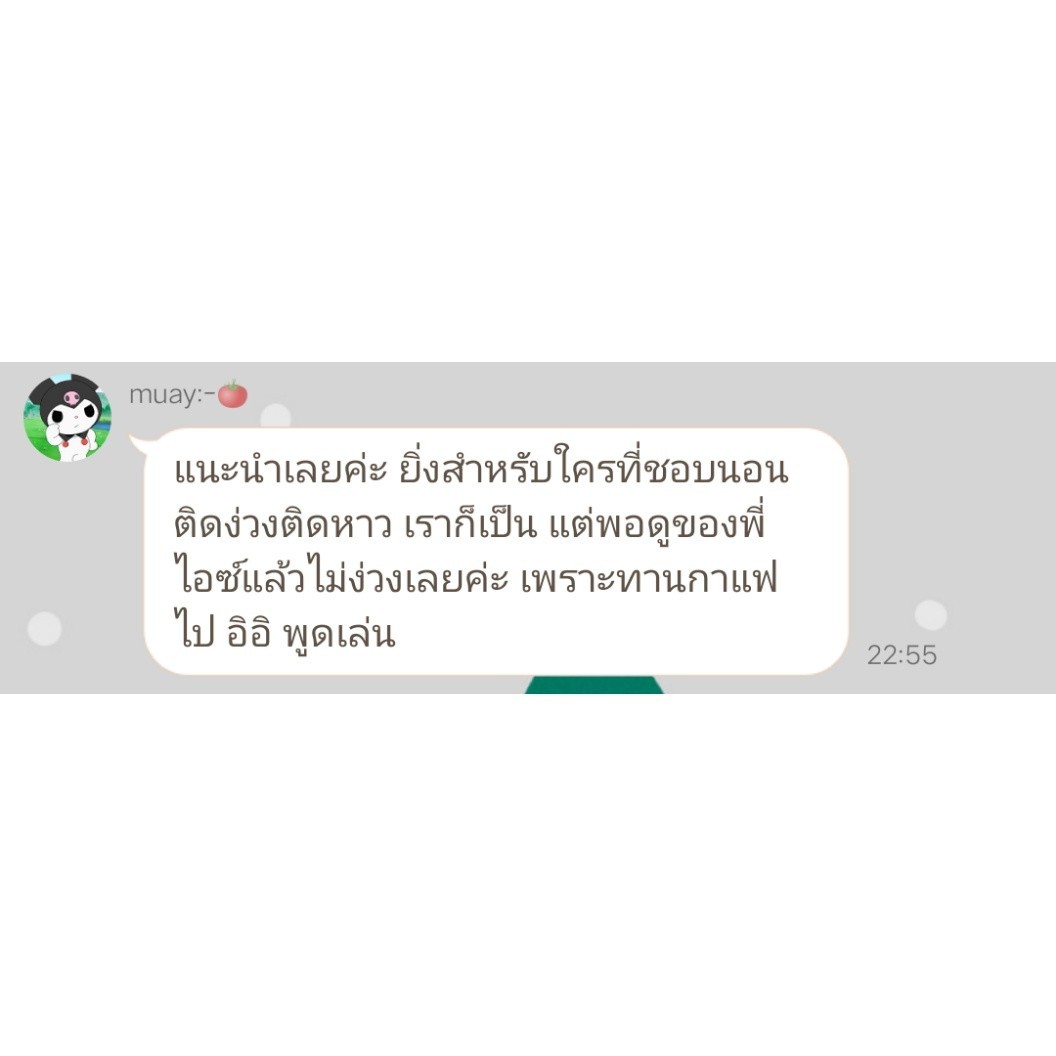 muay:-🍅
แนะนำเลยค่ะ ยิ่งสำหรับใครที่ชอบนอน
ติดง่วงติดหาว เราก็เป็น แต่พอดูของพี่
ไอซ์แล้วไม่ง่วงเลยค่ะ เพราะทานกาแฟ
ไป อิอิ พูดเล่น
22:55